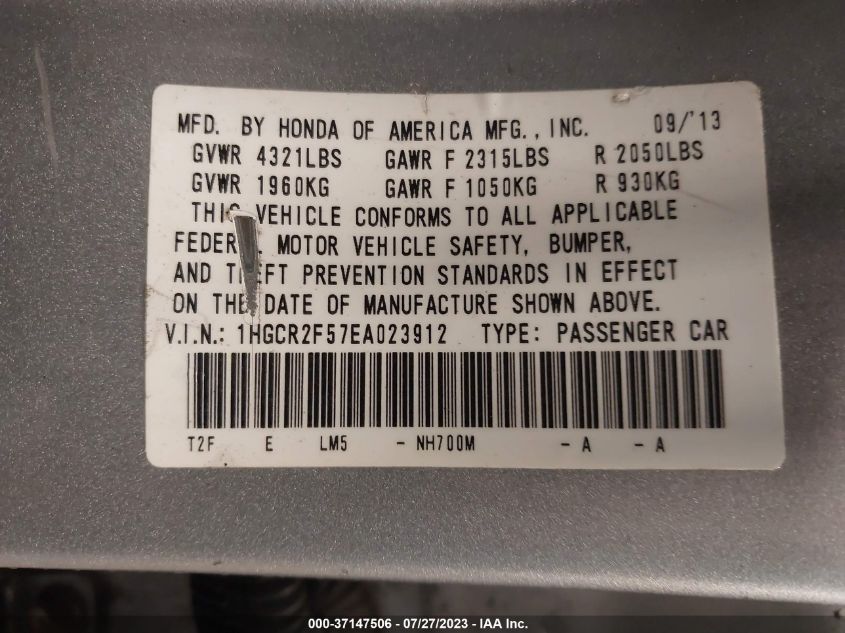 MFD. BY HONDA OF AMERICA MFG., INC. 09/'13
GVWR 4321LBS GAWR F 2315LBS R 2050LBS
GVWR 1960KG GAWR F 1050KG R 930KG
THIS VEHICLE CONFORMS TO ALL APPLICABLE
FEDERAL MOTOR VEHICLE SAFETY, BUMPER,
AND THEFT PREVENTION STANDARDS IN EFFECT
ON THE DATE OF MANUFACTURE SHOWN ABOVE.
V.I.N.: 1HGCR2F57EA023912 TYPE: PASSENGER CAR
T2F E LM5 - NH700M - A - A
000-37147506 / 07/27/2023 - IAA Inc.